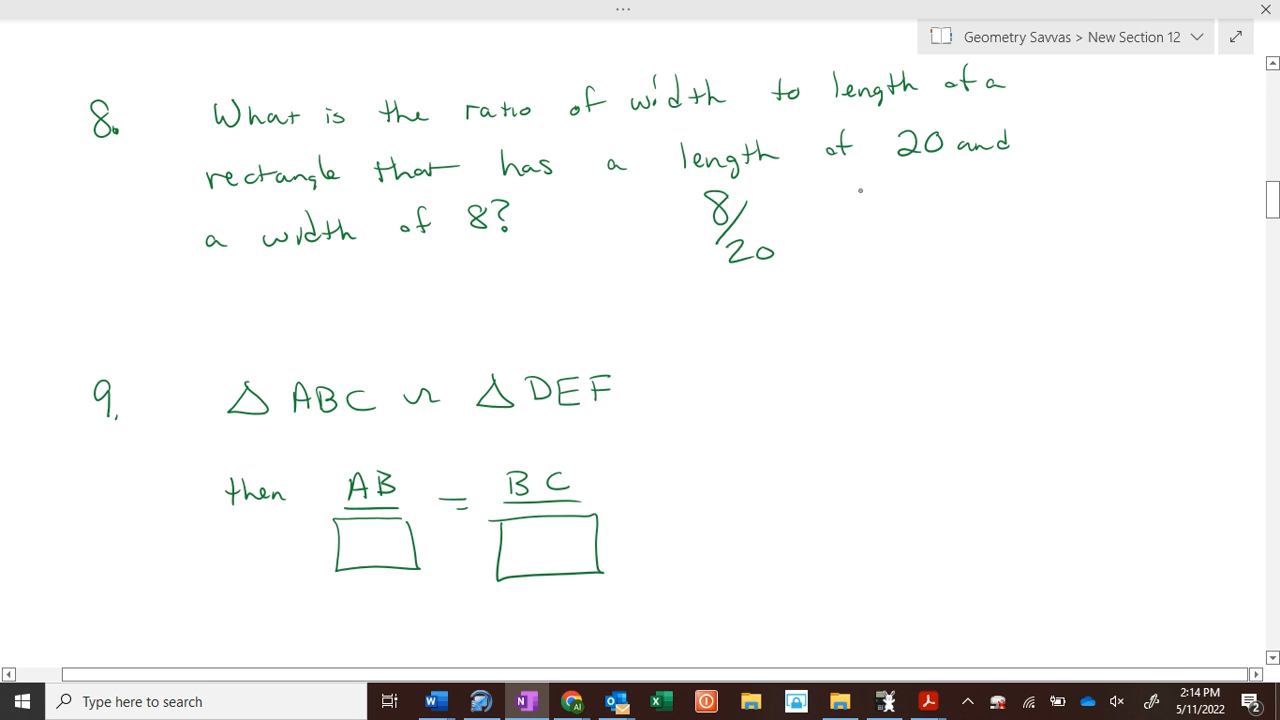 Geometry Savvas > New Section 12
8. What is the ratio of width to length of a
rectangle that has a length of 20 and
a width of 8?
8/20
9. △ ABC ~ △ DEF
then AB = BC
Type here to search
2:14 PM
5/11/2022
2